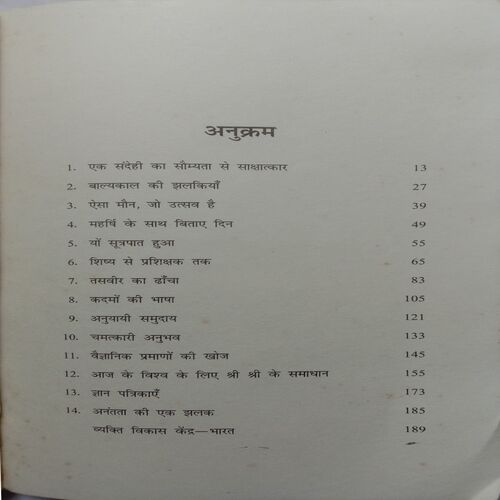 अनुक्रम
1. एक संदेही का सौम्यता से साक्षात्कार 13
2. बाल्यकाल की झलकियाँ 27
3. ऐसा मौन, जो उत्सव है 39
4. महर्षि के साथ बिताए दिन 49
5. यों सूत्रपात हुआ 55
6. शिष्य से प्रशिक्षक तक 65
7. तसवीर का ढाँचा 83
8. कदमों की भाषा 105
9. अनुयायी समुदाय 121
10. चमत्कारी अनुभव 133
11. वैज्ञानिक प्रमाणों की खोज 145
12. आज के विश्व के लिए श्री श्री के समाधान 155
13. ज्ञान पत्रिकाएँ 173
14. अनंतता की एक झलक 185
व्यक्ति विकास केंद्र—भारत 189